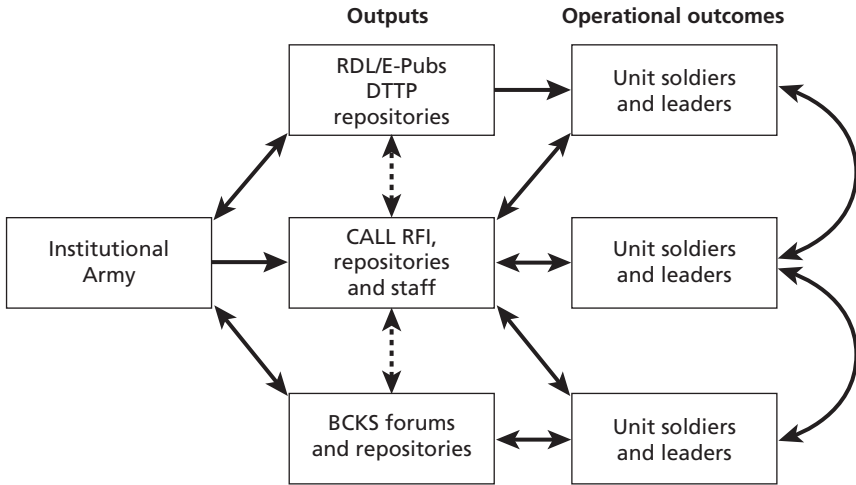 Outputs
Operational outcomes
RDL/E-Pubs
DTTP
repositories
Unit soldiers
and leaders
Institutional
Army
CALL RFI,
repositories
and staff
Unit soldiers
and leaders
BCKS forums
and repositories
Unit soldiers
and leaders